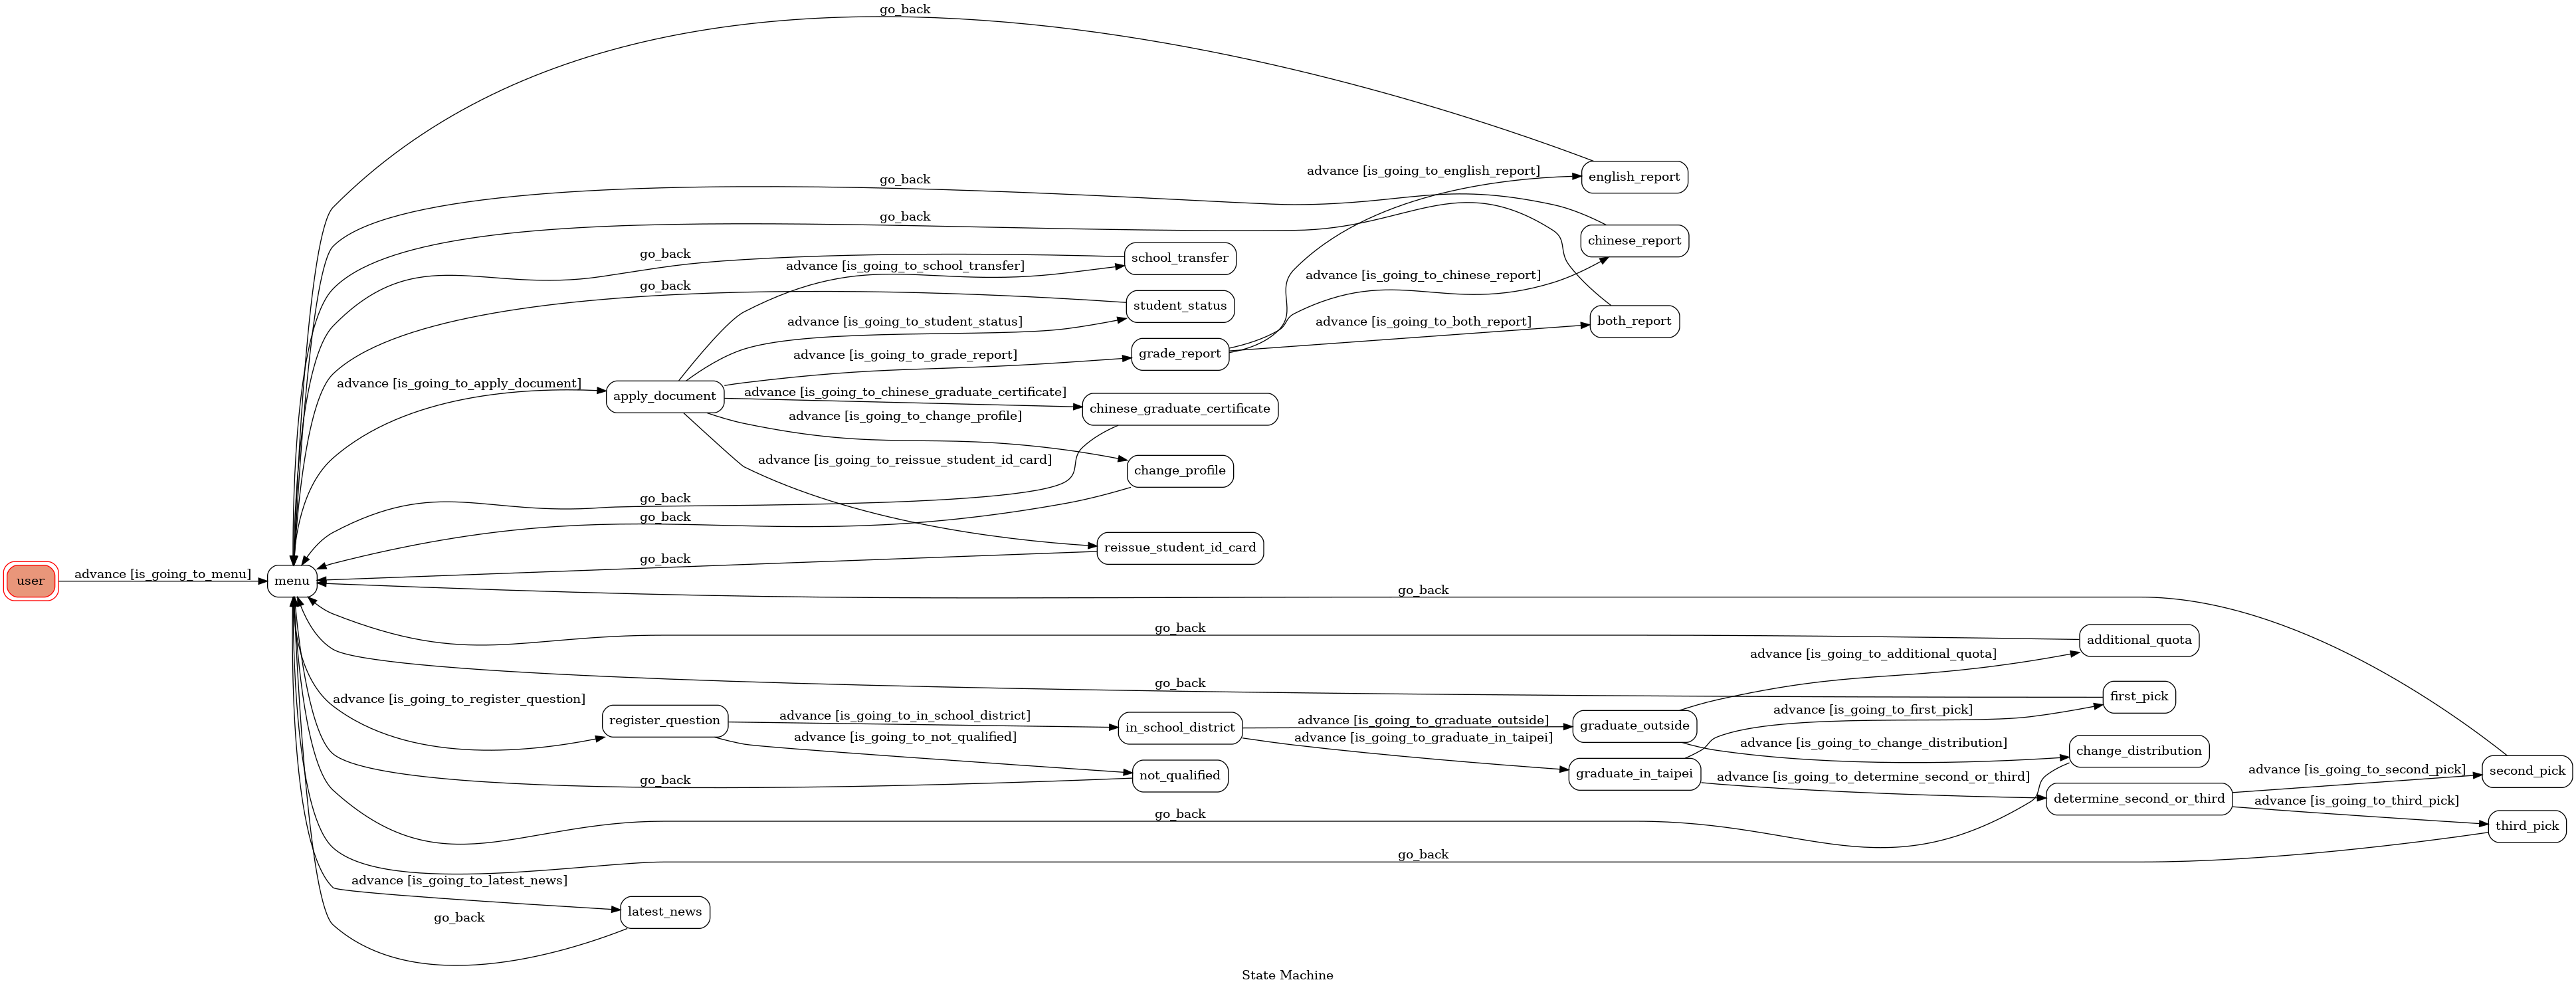 go_back
advance [is_going_to_english_report]
english_report
go_back
go_back
chinese_report
go_back
advance [is_going_to_school_transfer]
school_transfer
advance [is_going_to_chinese_report]
go_back
student_status
advance [is_going_to_student_status]
advance [is_going_to_both_report]
both_report
advance [is_going_to_grade_report]
grade_report
advance [is_going_to_apply_document]
apply_document
advance [is_going_to_chinese_graduate_certificate]
chinese_graduate_certificate
advance [is_going_to_change_profile]
advance [is_going_to_reissue_student_id_card]
change_profile
go_back
go_back
reissue_student_id_card
go_back
user
advance [is_going_to_menu]
menu
go_back
go_back
additional_quota
advance [is_going_to_additional_quota]
go_back
first_pick
advance [is_going_to_register_question]
register_question
advance [is_going_to_in_school_district]
in_school_district
advance [is_going_to_graduate_outside]
graduate_outside
advance [is_going_to_first_pick]
advance [is_going_to_not_qualified]
advance [is_going_to_graduate_in_taipei]
advance [is_going_to_change_distribution]
change_distribution
go_back
not_qualified
graduate_in_taipei
advance [is_going_to_determine_second_or_third]
determine_second_or_third
advance [is_going_to_second_pick]
second_pick
advance [is_going_to_third_pick]
third_pick
go_back
go_back
advance [is_going_to_latest_news]
latest_news
go_back
State Machine